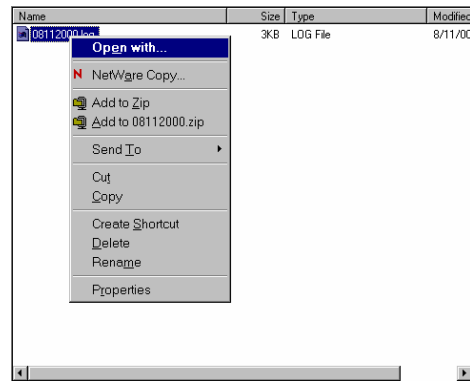 Name Size Type Modified
08112000.log 3KB LOG File 8/11/00
Open with...
N NetWare Copy...
Add to Zip
Add to 08112000.zip
Send To
Cut
Copy
Create Shortcut
Delete
Rename
Properties